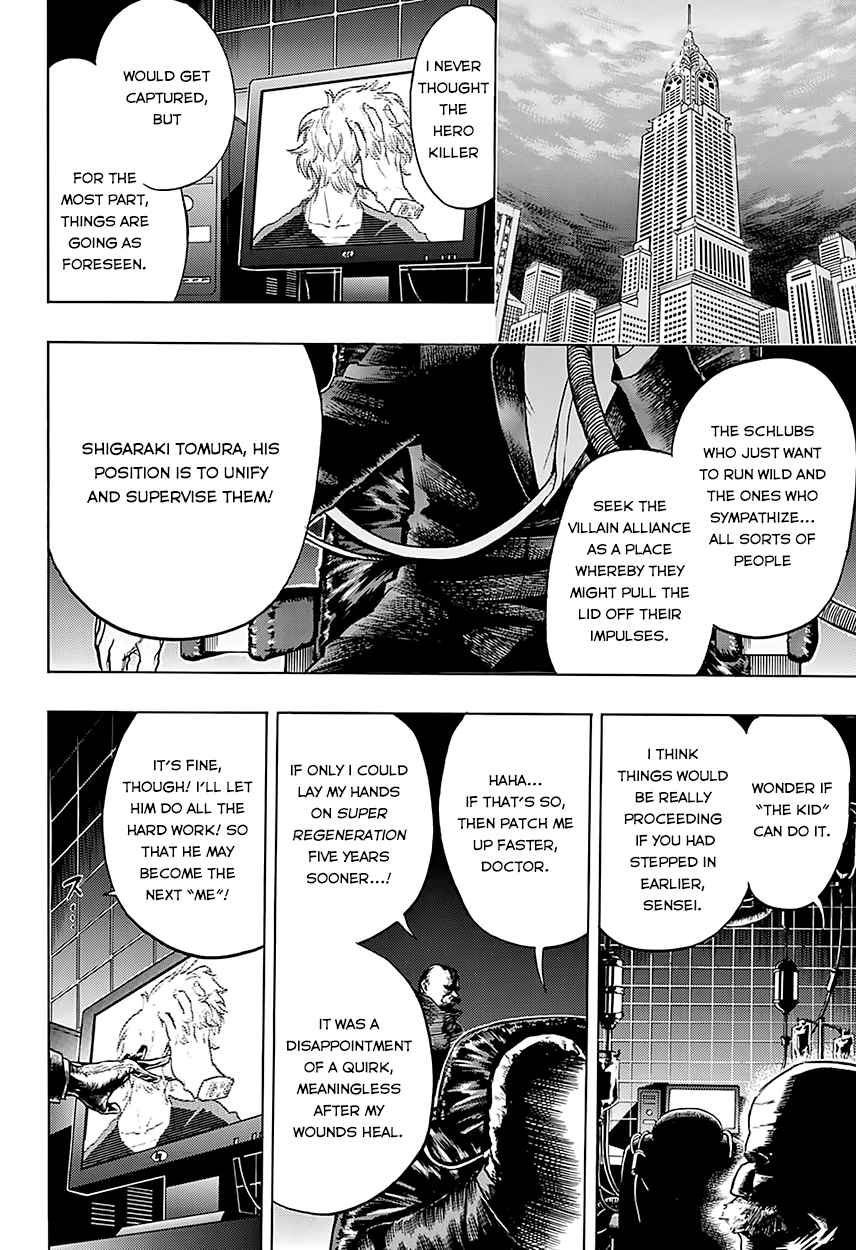 I NEVER
THOUGHT
THE
HERO
KILLER
WOULD GET
CAPTURED,
BUT
FOR THE
MOST PART,
THINGS ARE
GOING AS
FORESEEN.
THE SCHLUBS
WHO JUST WANT
TO RUN WILD AND
THE ONES WHO
SYMPATHIZE...
ALL SORTS OF
PEOPLE
SEEK THE
VILLAIN ALLIANCE
AS A PLACE
WHEREBY THEY
MIGHT PULL THE
LID OFF THEIR
IMPULSES.
SHIGARAKI TOMURA, HIS
POSITION IS TO UNIFY
AND SUPERVISE THEM!
WONDER IF
"THE KID"
CAN DO IT.
I THINK
THINGS WOULD
BE REALLY
PROCEEDING
IF YOU HAD
STEPPED IN
EARLIER,
SENSEI.
HAHA...
IF THAT'S SO,
THEN PATCH ME
UP FASTER,
DOCTOR.
IF ONLY I COULD
LAY MY HANDS
ON SUPER
REGENERATION
FIVE YEARS
SOONER...!
IT WAS A
DISAPPOINTMENT
OF A QUIRK,
MEANINGLESS
AFTER MY
WOUNDS HEAL.
IT'S FINE,
THOUGH! I'LL LET
HIM DO ALL THE
HARD WORK! SO
THAT HE MAY
BECOME THE
NEXT "ME"!
ス…